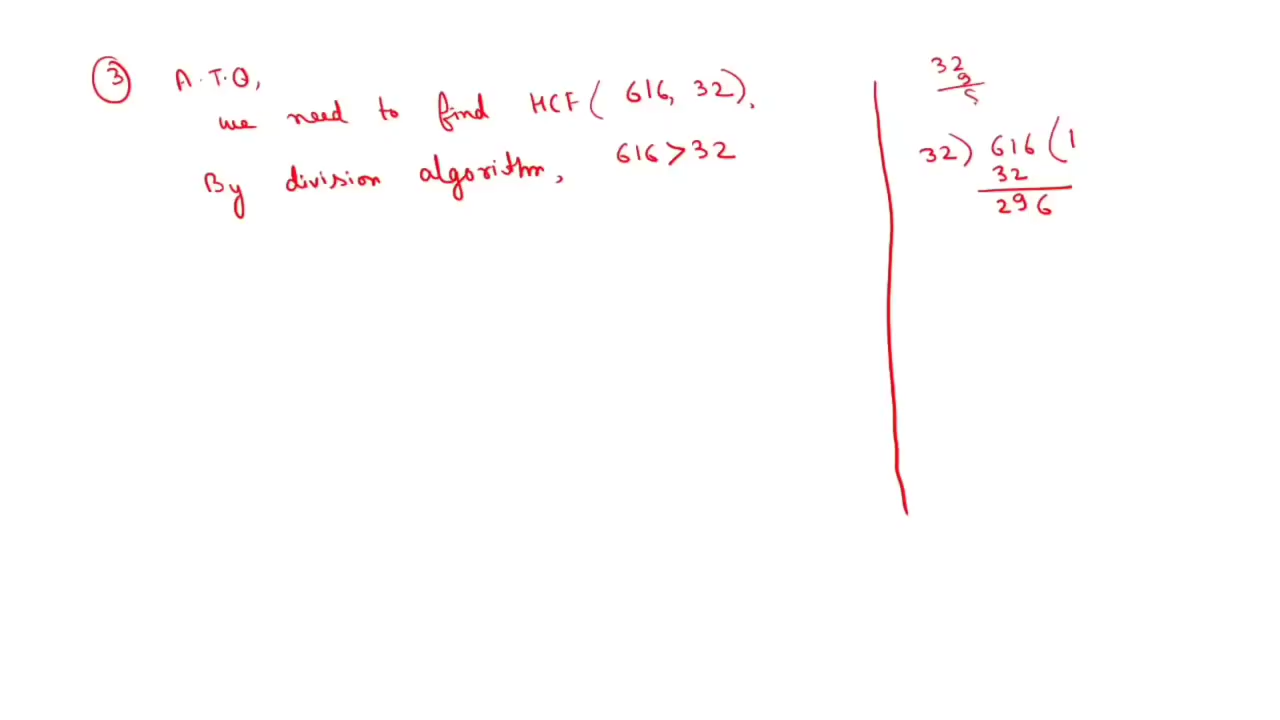 ③ A.T.Q,
we need to find HCF( 616, 32).
By division algorithm, 616 > 32
32
9
32) 616 (1
32
296